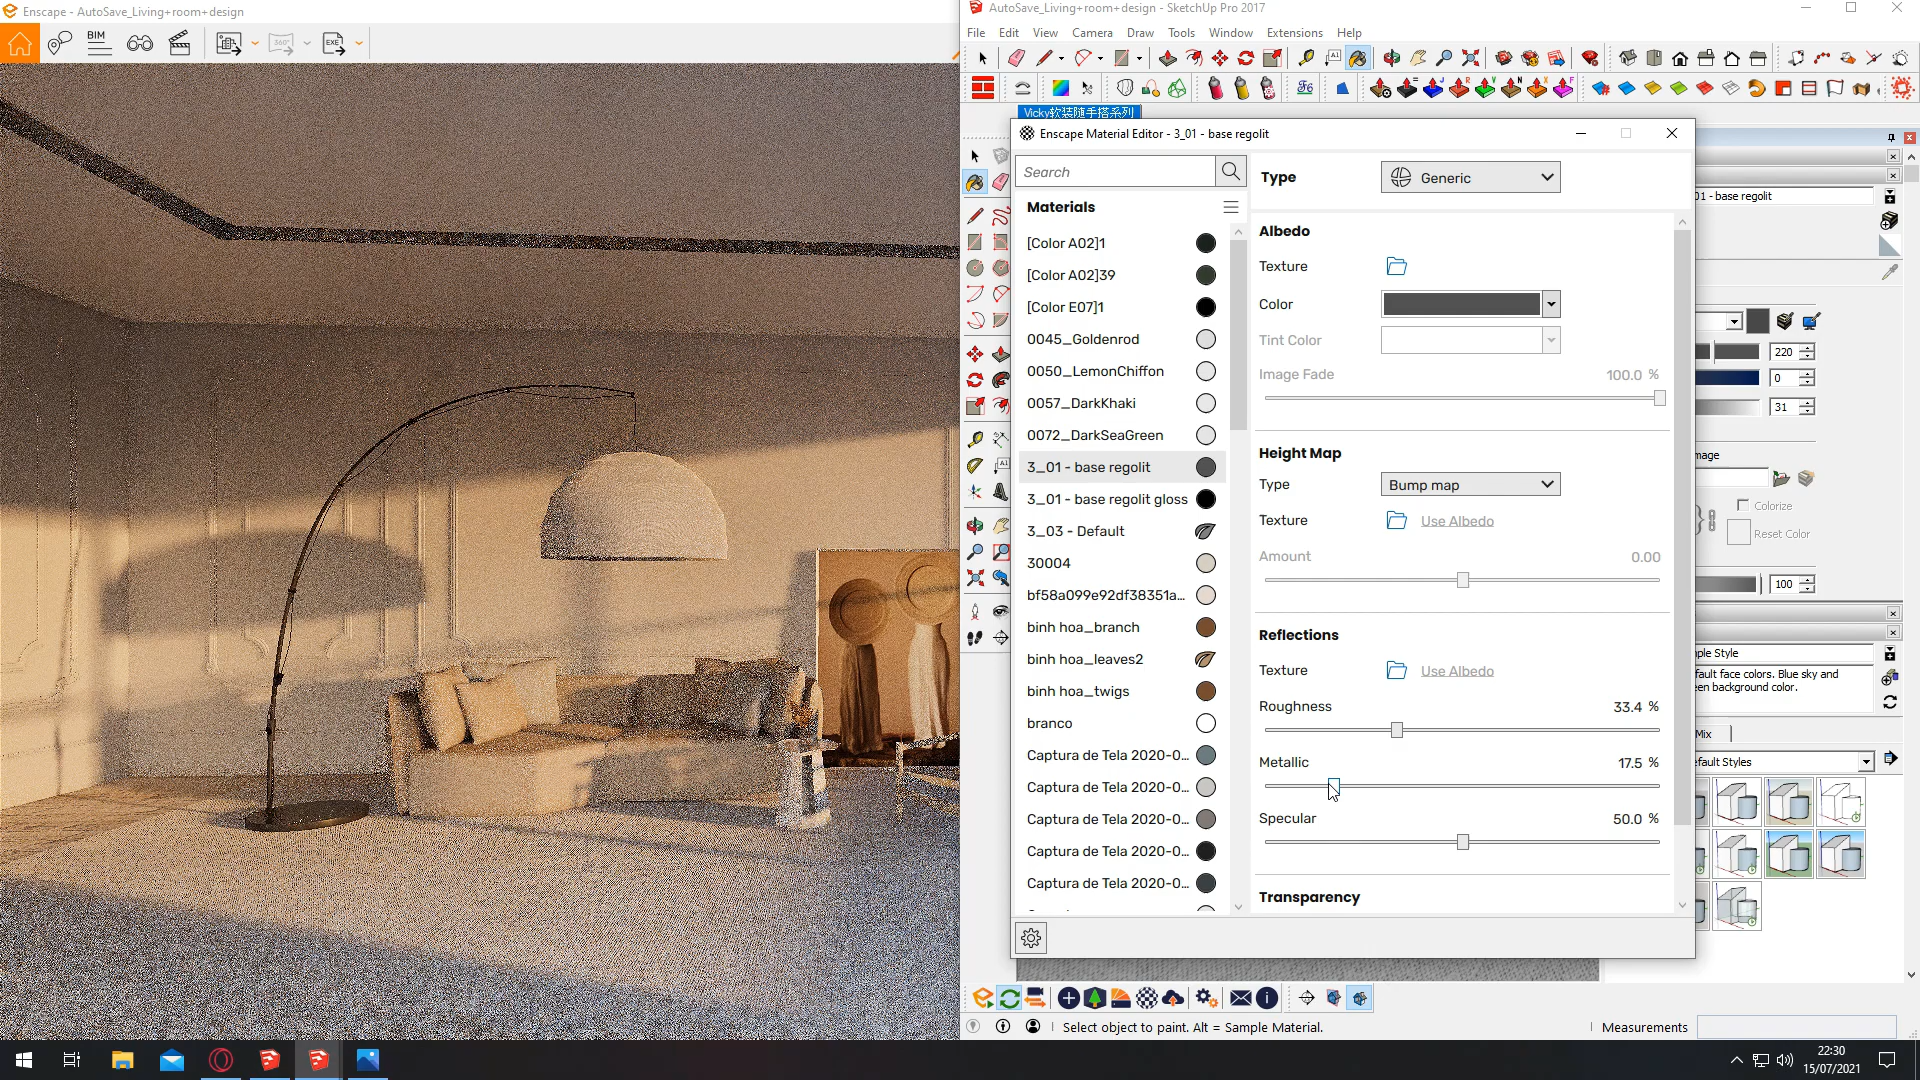 Enscape - AutoSave_Living+room+design
BIM
360°
EXE
AutoSave_Living+room+design - SketchUp Pro 2017
File Edit View Camera Draw Tools Window Extensions Help
Vicky软装随手搭系列
Enscape Material Editor - 3_01 - base regolit
Search
Materials
[Color A02]1
[Color A02]39
[Color E07]1
0045_Goldenrod
0050_LemonChiffon
0057_DarkKhaki
0072_DarkSeaGreen
3_01 - base regolit
3_01 - base regolit gloss
3_03 - Default
30004
bf58a099e92df38351a...
binh hoa_branch
binh hoa_leaves2
binh hoa_twigs
branco
Captura de Tela 2020-0...
Captura de Tela 2020-0...
Captura de Tela 2020-0...
Captura de Tela 2020-0...
Captura de Tela 2020-0...
Type Generic
Albedo
Texture
Color
Tint Color
Image Fade 100.0 %
Height Map
Type Bump map
Texture Use Albedo
Amount 0.00
Reflections
Texture Use Albedo
Roughness 33.4 %
Metallic 17.5 %
Specular 50.0 %
Transparency
01 - base regolit
220
0
31
mage
Colorize
Reset Color
100
ple Style
fault face colors. Blue sky and
een background color.
Mix
efault Styles
Select object to paint. Alt = Sample Material.
Measurements
22:30
15/07/2021